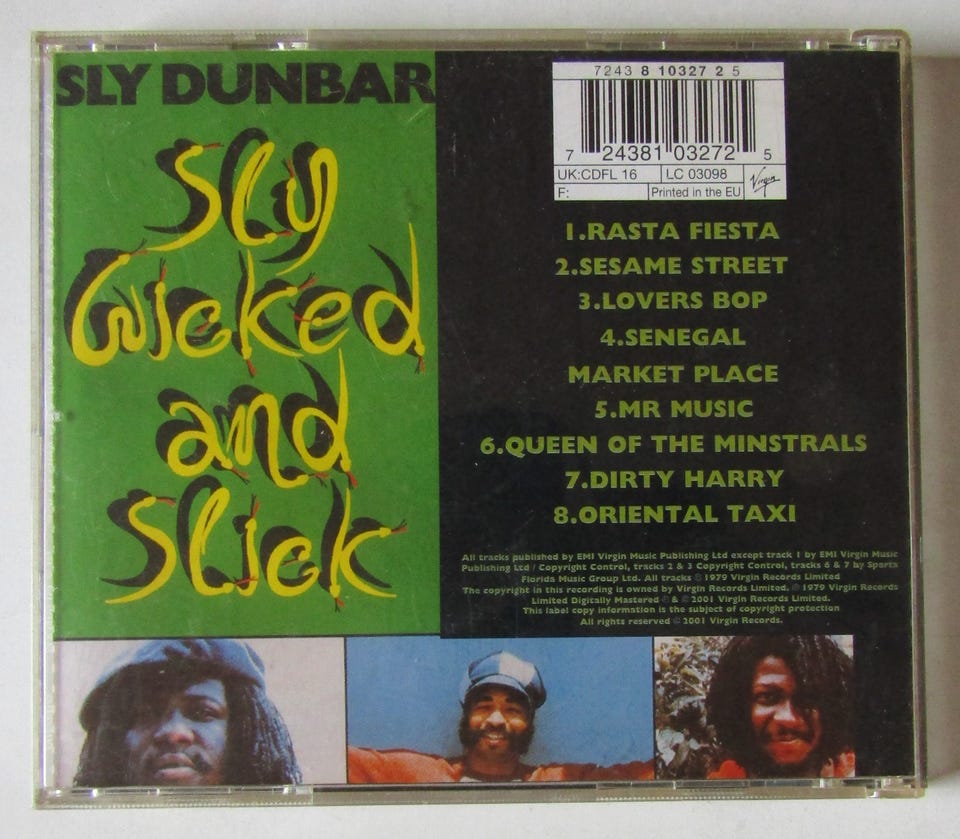 SLY DUNBAR
Sly
Wicked
and
Slick
7243 8 10327 2 5
7 24381 03272 5
UK:CDFL 16
LC 03098
Virgin
F:
Printed in the EU
1.RASTA FIESTA
2.SESAME STREET
3.LOVERS BOP
4.SENEGAL
MARKET PLACE
5.MR MUSIC
6.QUEEN OF THE MINSTRALS
7.DIRTY HARRY
8.ORIENTAL TAXI
All tracks published by EMI Virgin Music Publishing Ltd except track 1 by EMI Virgin Music
Publishing Ltd / Copyright Control, tracks 2 & 3 Copyright Control, tracks 6 & 7 by Sparta
Florida Music Group Ltd. All tracks ℗ 1979 Virgin Records Limited
The copyright in this recording is owned by Virgin Records Limited. ℗ 1979 Virgin Records
Limited Digitally Mastered ℗ & © 2001 Virgin Records Limited.
This label copy information is the subject of copyright protection
All rights reserved © 2001 Virgin Records.